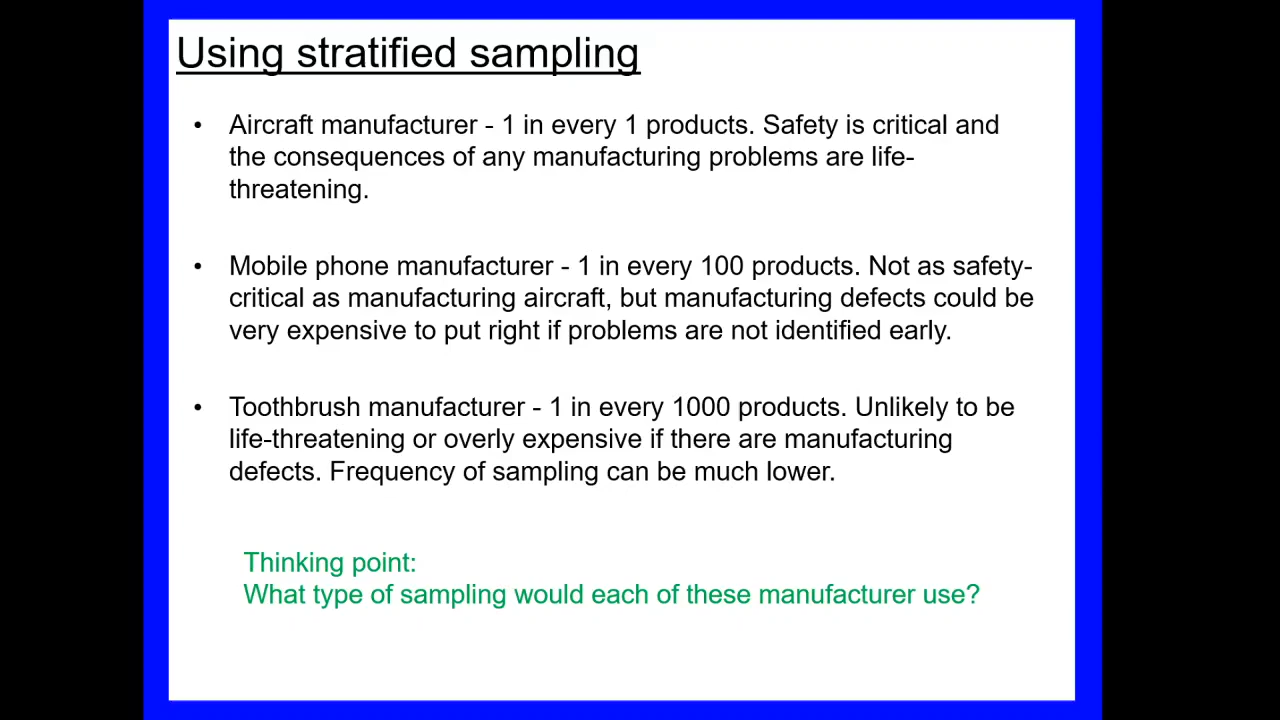 Using stratified sampling
• Aircraft manufacturer - 1 in every 1 products. Safety is critical and
the consequences of any manufacturing problems are life-
threatening.
• Mobile phone manufacturer - 1 in every 100 products. Not as safety-
critical as manufacturing aircraft, but manufacturing defects could be
very expensive to put right if problems are not identified early.
• Toothbrush manufacturer - 1 in every 1000 products. Unlikely to be
life-threatening or overly expensive if there are manufacturing
defects. Frequency of sampling can be much lower.
Thinking point:
What type of sampling would each of these manufacturer use?